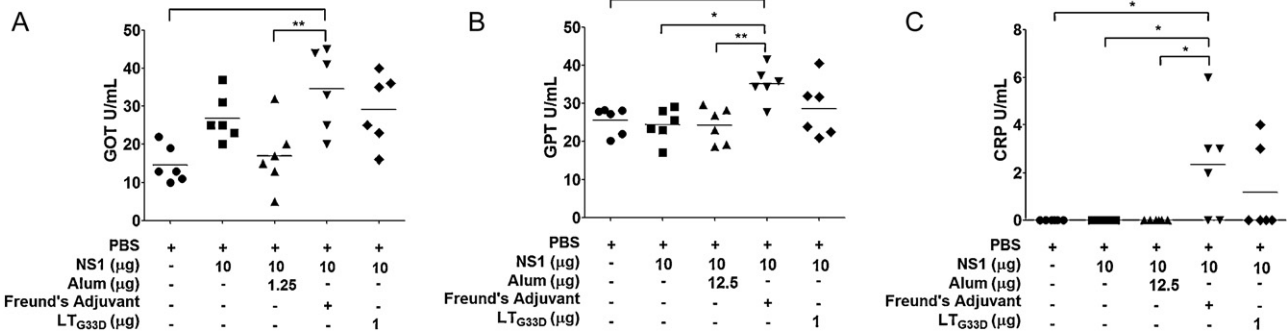 A
**
50
40
30
20
10
0
GOT U/mL
PBS + + + + +
NS1 (μg) - 10 10 10 10
Alum (μg) - - 1.25 - -
Freund's Adjuvant - - - + -
LTG33D (μg) - - - - 1
B
*
**
50
40
30
20
10
0
GPT U/mL
PBS + + + + +
NS1 (μg) - 10 10 10 10
Alum (μg) - - 12.5 - -
Freund's Adjuvant - - - + -
LTG33D (μg) - - - - 1
C
*
*
*
8
6
4
2
0
CRP U/mL
PBS + + + + +
NS1 (μg) - 10 10 10 10
Alum (μg) - - 12.5 - -
Freund's Adjuvant - - - + -
LTG33D (μg) - - - - 1